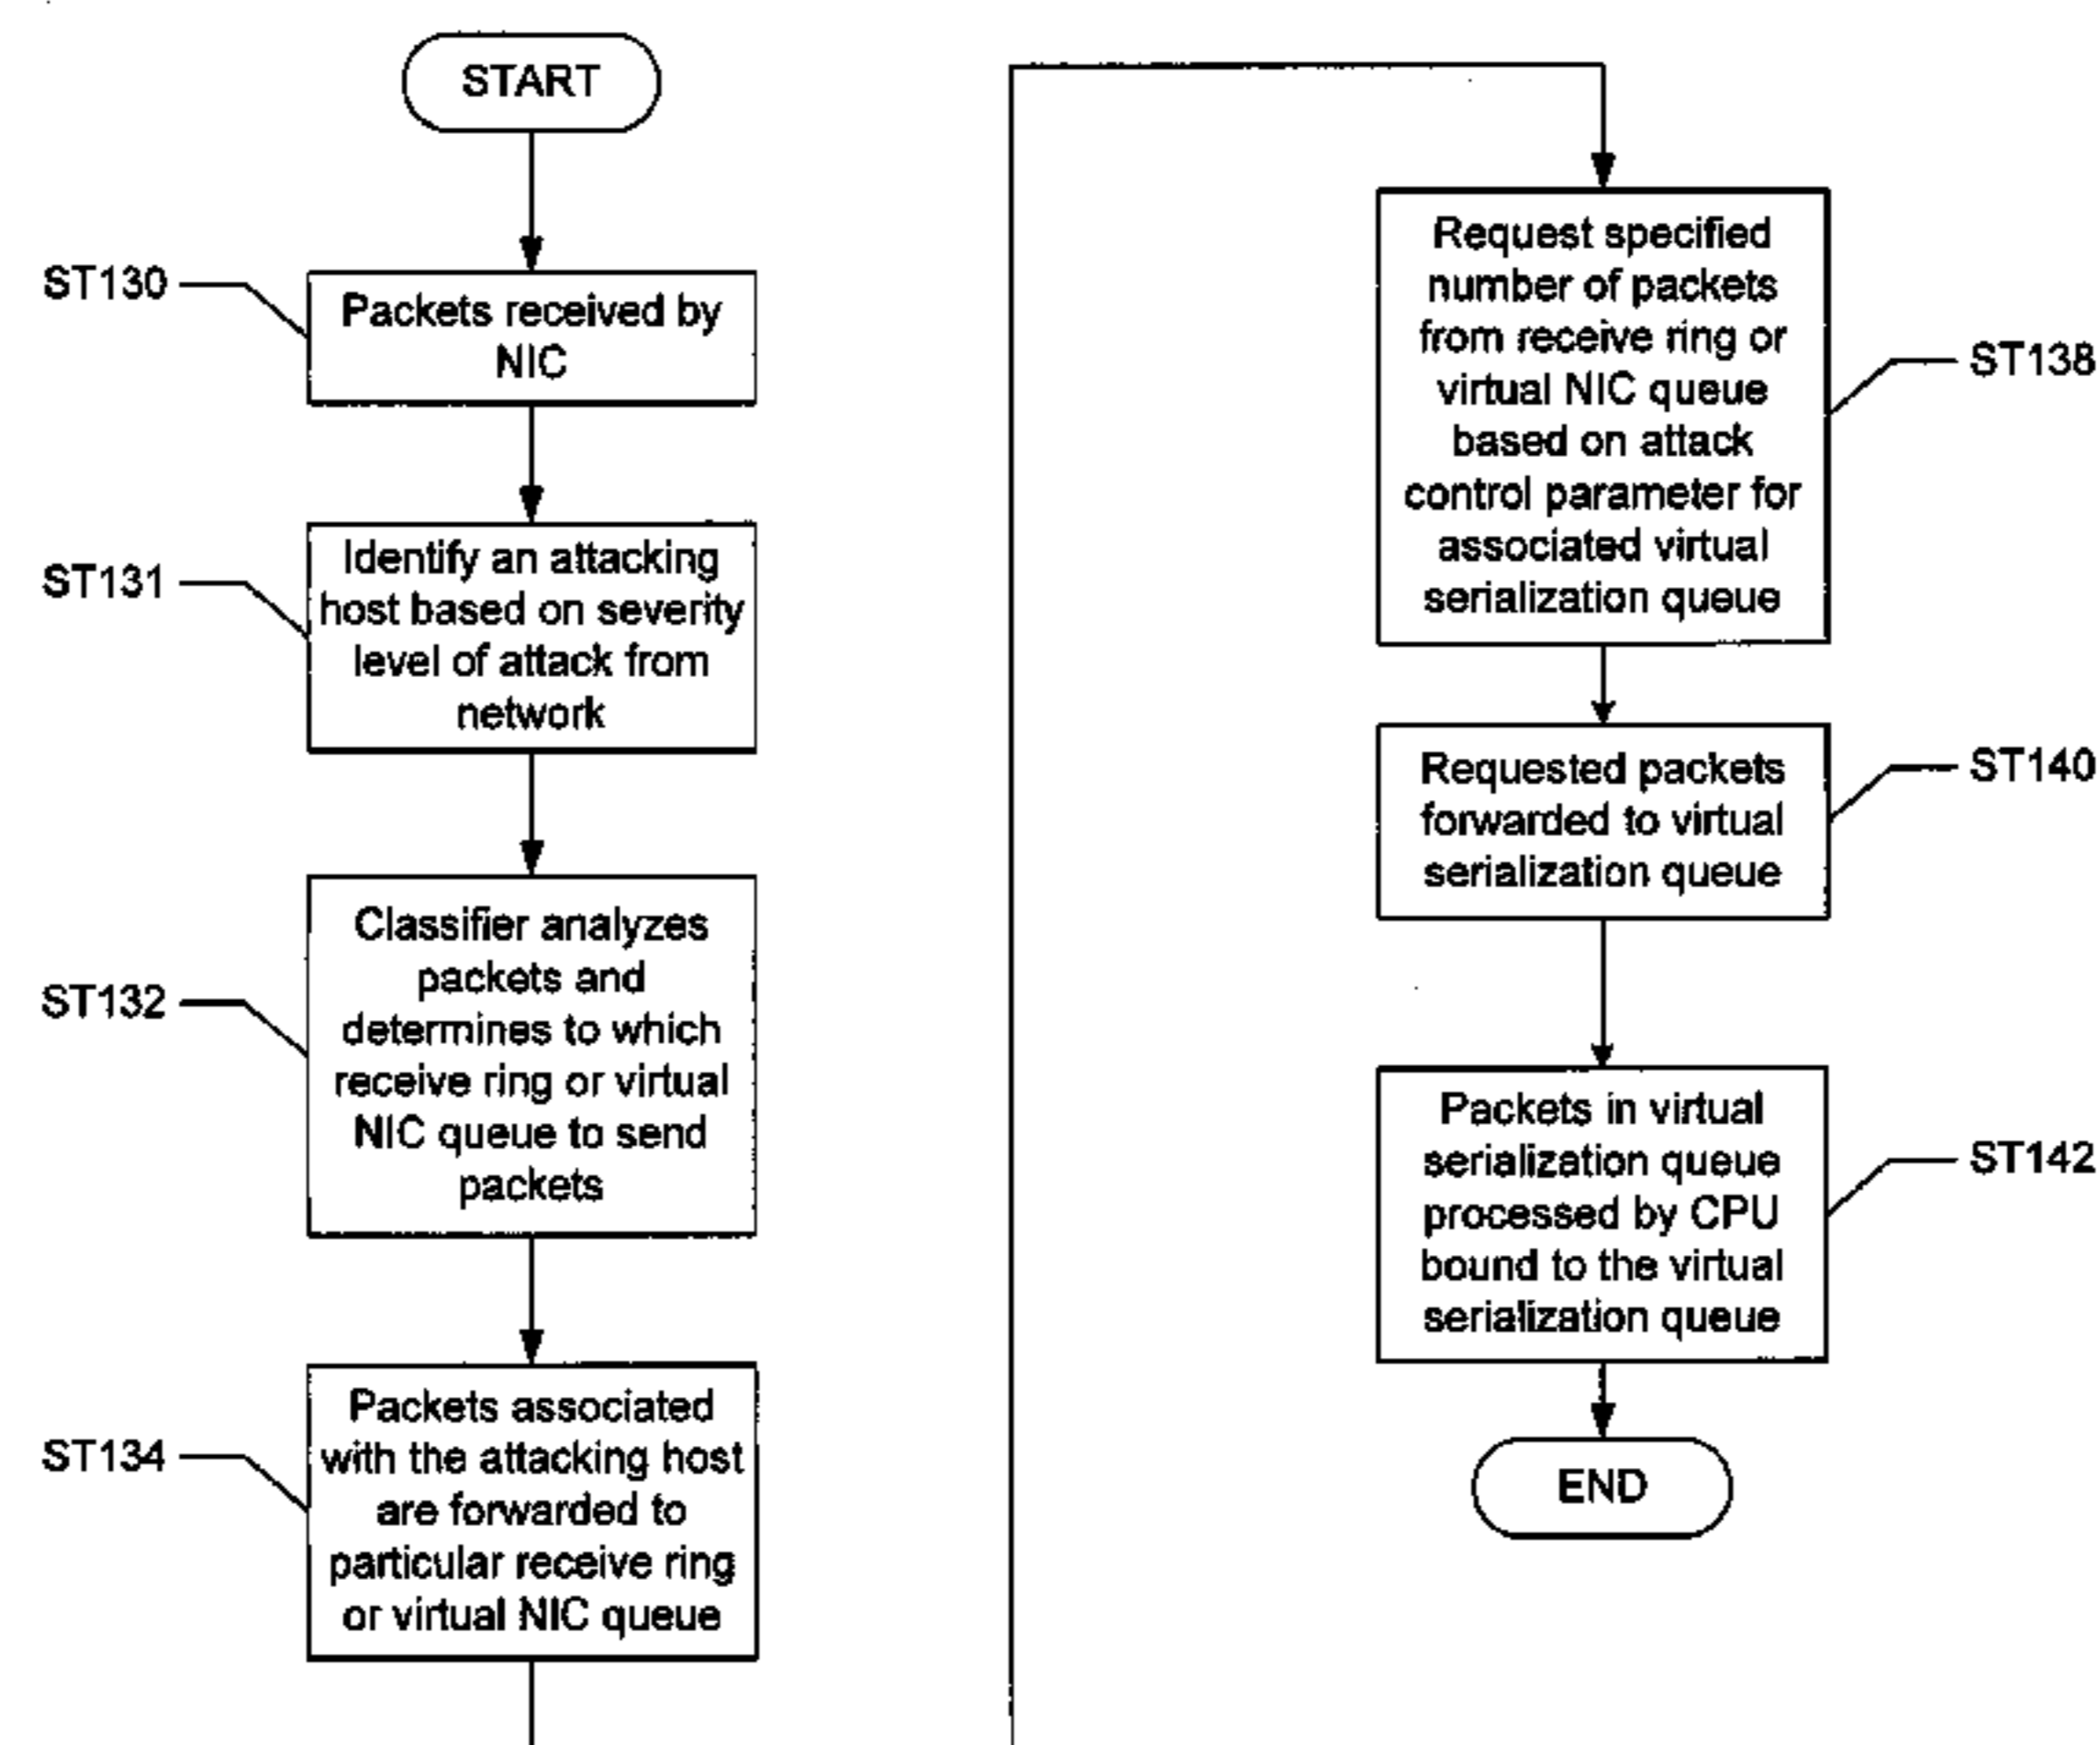 START
ST130
Packets received by
NIC
ST131
Identify an attacking
host based on severity
level of attack from
network
ST132
Classifier analyzes
packets and
determines to which
receive ring or virtual
NIC queue to send
packets
ST134
Packets associated
with the attacking host
are forwarded to
particular receive ring
or virtual NIC queue
Request specified
number of packets
from receive ring or
virtual NIC queue
based on attack
control parameter for
associated virtual
serialization queue
ST138
Requested packets
forwarded to virtual
serialization queue
ST140
Packets in virtual
serialization queue
processed by CPU
bound to the virtual
serialization queue
ST142
END